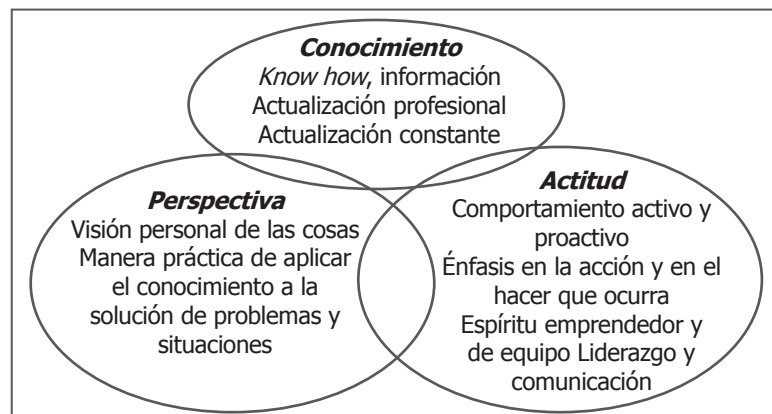 Conocimiento
Know how, información
Actualización profesional
Actualización constante
Perspectiva
Visión personal de las cosas
Manera práctica de aplicar
el conocimiento a la
solución de problemas y
situaciones
Actitud
Comportamiento activo y
proactivo
Énfasis en la acción y en el
hacer que ocurra
Espíritu emprendedor y
de equipo Liderazgo y
comunicación